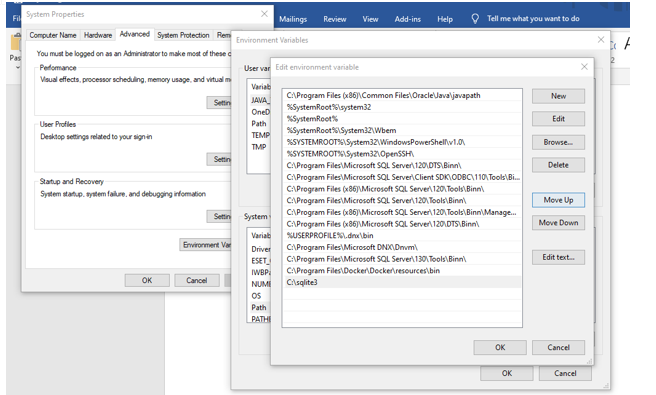 System Properties
Mailings Review View Add-ins Help Tell me what you want to do
Fi
Computer Name Hardware Advanced System Protection Rem
Environment Variables
You must be logged on as an Administrator to make most of these c
Pas
Performance
Visual effects, processor scheduling, memory usage, and virtual m
Settin
User Profiles
Desktop settings related to your sign-in
Settin
Startup and Recovery
System startup, system failure, and debugging information
Settin
Environment Var
OK Cancel
User var
Variab
JAVA_
OneD
Path
TEMP
TMP
System v
Variab
Driver
ESET_
IWBPa
NUM
OS
Path
PATH
OK Cancel
Edit environment variable
C:\Program Files (x86)\Common Files\Oracle\Java\javapath
%SystemRoot%\system32
%SystemRoot%
%SystemRoot%\System32\Wbem
%SYSTEMROOT%\System32\WindowsPowerShell\v1.0\
%SYSTEMROOT%\System32\OpenSSH\
C:\Program Files\Microsoft SQL Server\120\DTS\Binn\
C:\Program Files\Microsoft SQL Server\Client SDK\ODBC\110\Tools\Bi...
C:\Program Files (x86)\Microsoft SQL Server\120\Tools\Binn\
C:\Program Files\Microsoft SQL Server\120\Tools\Binn\
C:\Program Files (x86)\Microsoft SQL Server\120\Tools\Binn\Manage...
C:\Program Files (x86)\Microsoft SQL Server\120\DTS\Binn\
%USERPROFILE%\.dnx\bin
C:\Program Files\Microsoft DNX\Dnvm\
C:\Program Files\Microsoft SQL Server\130\Tools\Binn\
C:\Program Files\Docker\Docker\resources\bin
C:\sqlite3
New
Edit
Browse...
Delete
Move Up
Move Down
Edit text...
OK Cancel